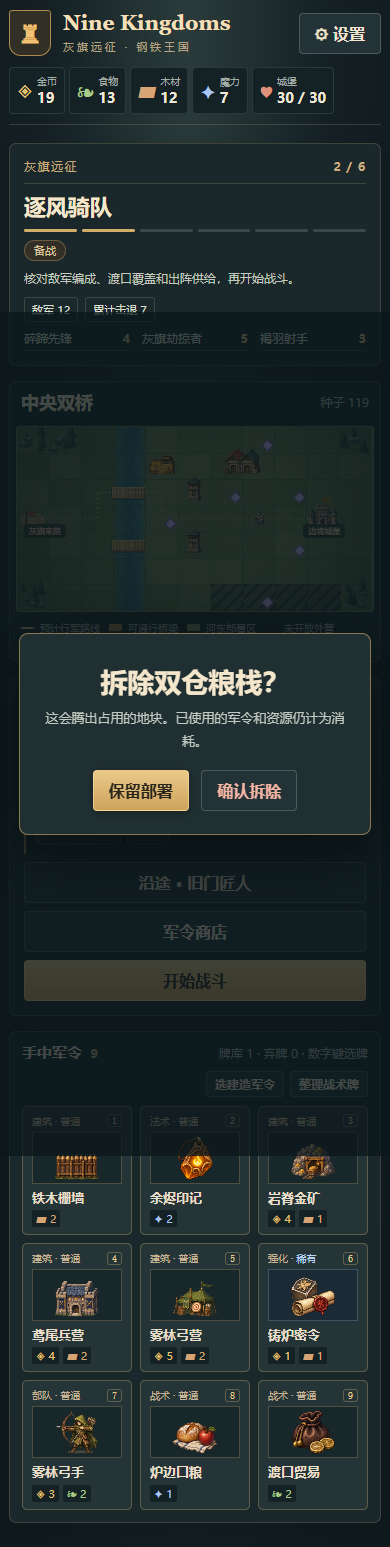 Nine Kingdoms
灰旗远征 · 钢铁王国
设置
金币 19
食物 13
木材 12
魔力 7
城堡 30 / 30
灰旗远征 2 / 6
逐风骑队
备战
核对敌军编成、渡口覆盖和出阵供给，再开始战斗。
敌军 12 累计击退 7
碎蹄先锋 4 灰旗劫掠者 5 褐羽射手 3
中央双桥 种子 119
灰旗来路
边境城堡
预计行军路线 可通行桥梁 河东部署区 未开放外营
拆除双仓粮栈？
这会腾出占用的地块。已使用的军令和资源仍计为消
耗。
保留部署 确认拆除
沿途 • 旧门匠人
军令商店
开始战斗
手中军令 9 牌库 1 · 弃牌 0 · 数字键选牌
选建造军令 整理战术牌
建筑 · 普通 1
铁木栅墙
2
法术 · 普通 2
余烬印记
2
建筑 · 普通 3
岩脊金矿
4 1
建筑 · 普通 4
鸢尾兵营
4 2
建筑 · 普通 5
雾林弓营
5 2
强化 · 稀有 6
铸炉密令
1 1
部队 · 普通 7
雾林弓手
3 2
战术 · 普通 8
炉边口粮
1
战术 · 普通 9
渡口贸易
2